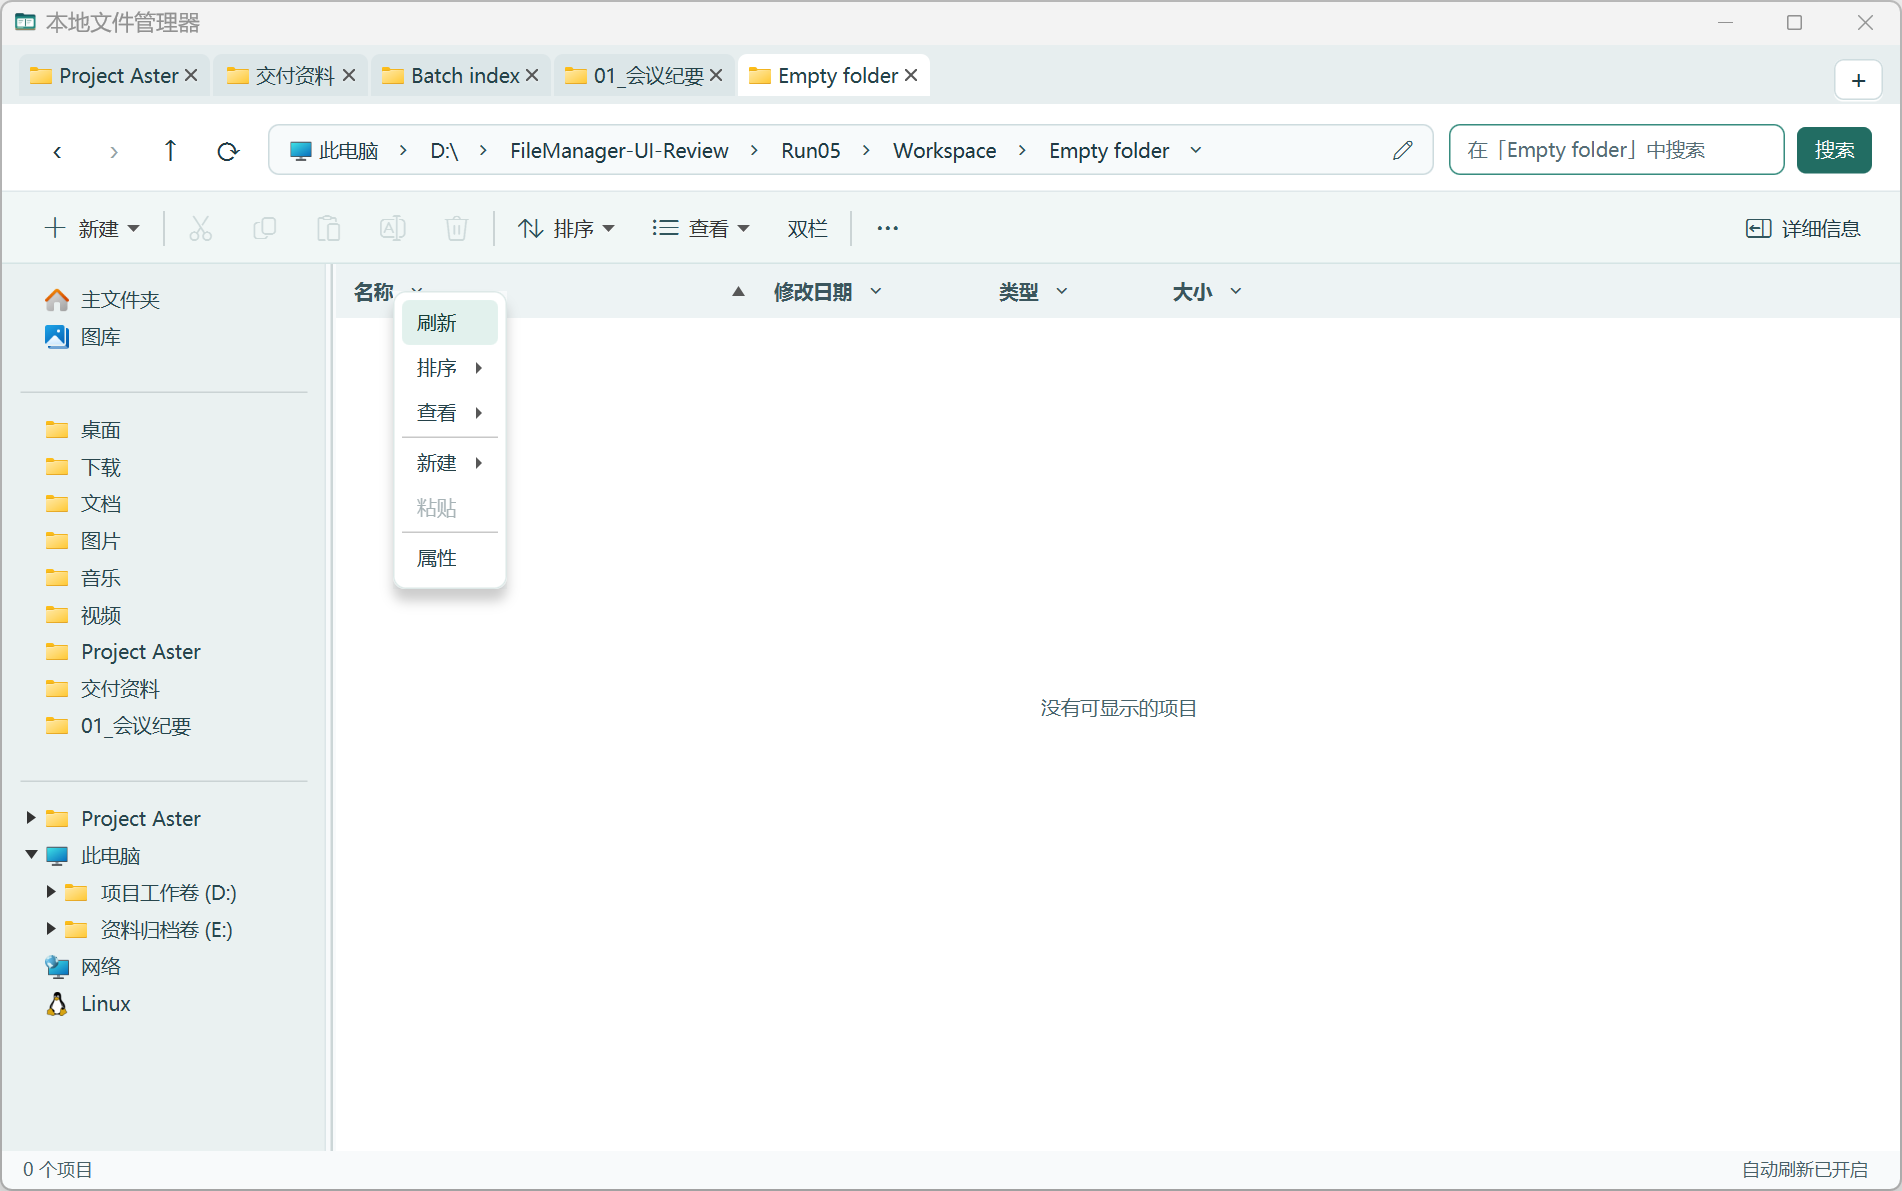 本地文件管理器
Project Aster 交付资料 Batch index 01_会议纪要 Empty folder
此电脑 D:\ FileManager-UI-Review Run05 Workspace Empty folder 在「Empty folder」中搜索 搜索
新建 排序 查看 双栏 ··· 详细信息
主文件夹
图库
桌面
下载
文档
图片
音乐
视频
Project Aster
交付资料
01_会议纪要
Project Aster
此电脑
项目工作卷 (D:)
资料归档卷 (E:)
网络
Linux
名称 修改日期 类型 大小
刷新
排序
查看
新建
粘贴
属性
没有可显示的项目
0 个项目 自动刷新已开启